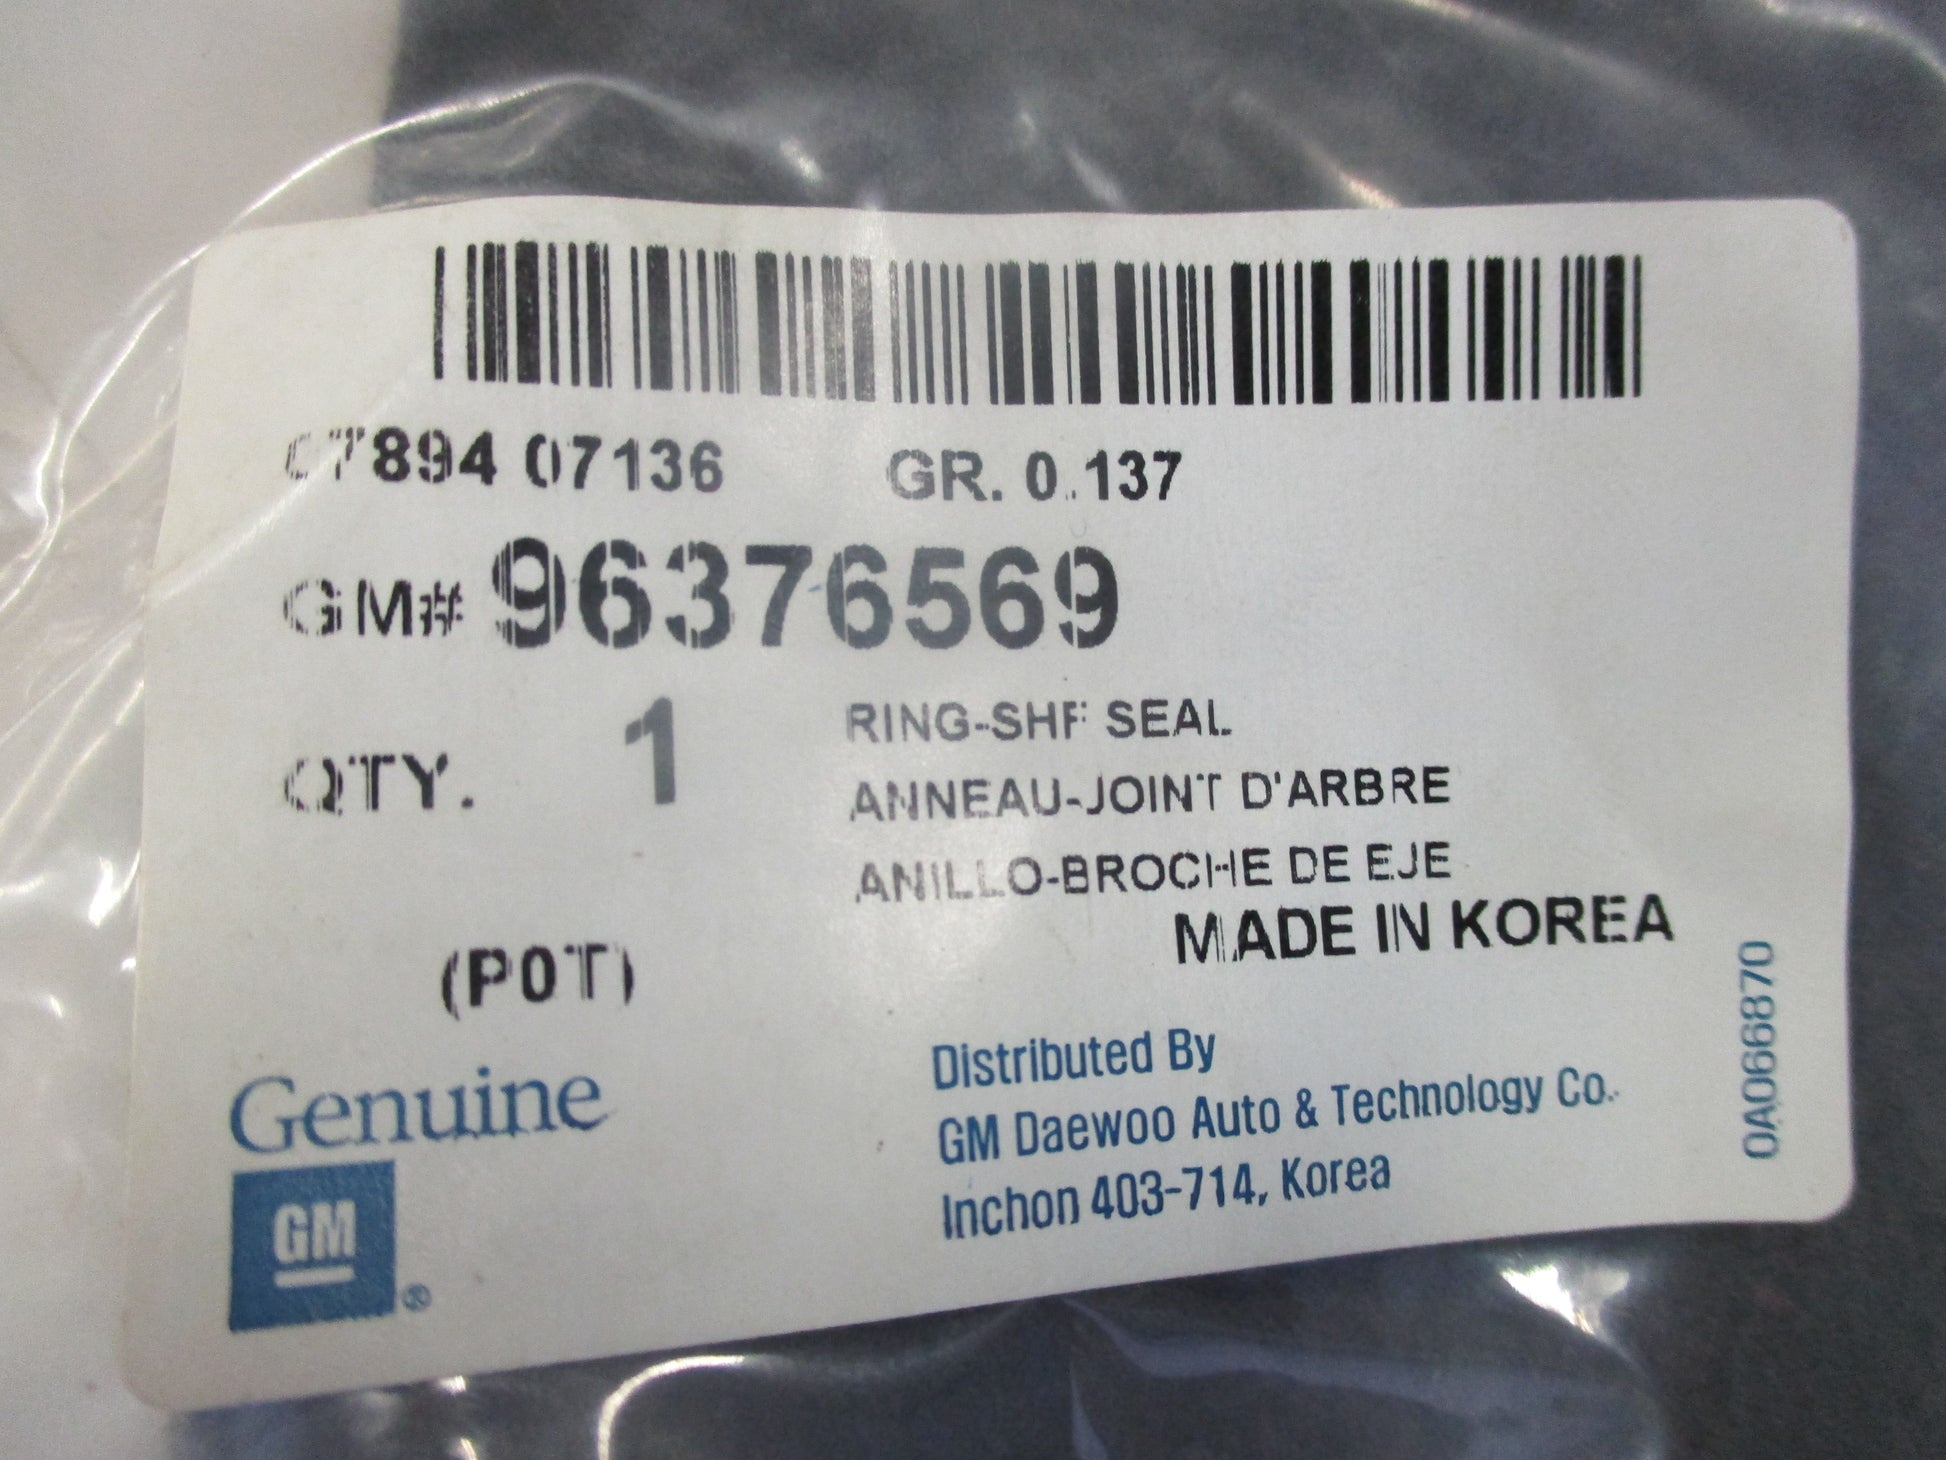 07894 07136 GR. 0.137
GM# 96376569
QTY. 1 RING-SHF SEAL
ANNEAU-JOINT D'ARBRE
ANILLO-BROCHE DE EJE
MADE IN KOREA
(P0T)
Genuine
GM
®
Distributed By
GM Daewoo Auto & Technology Co.
Inchon 403-714, Korea
0A066870